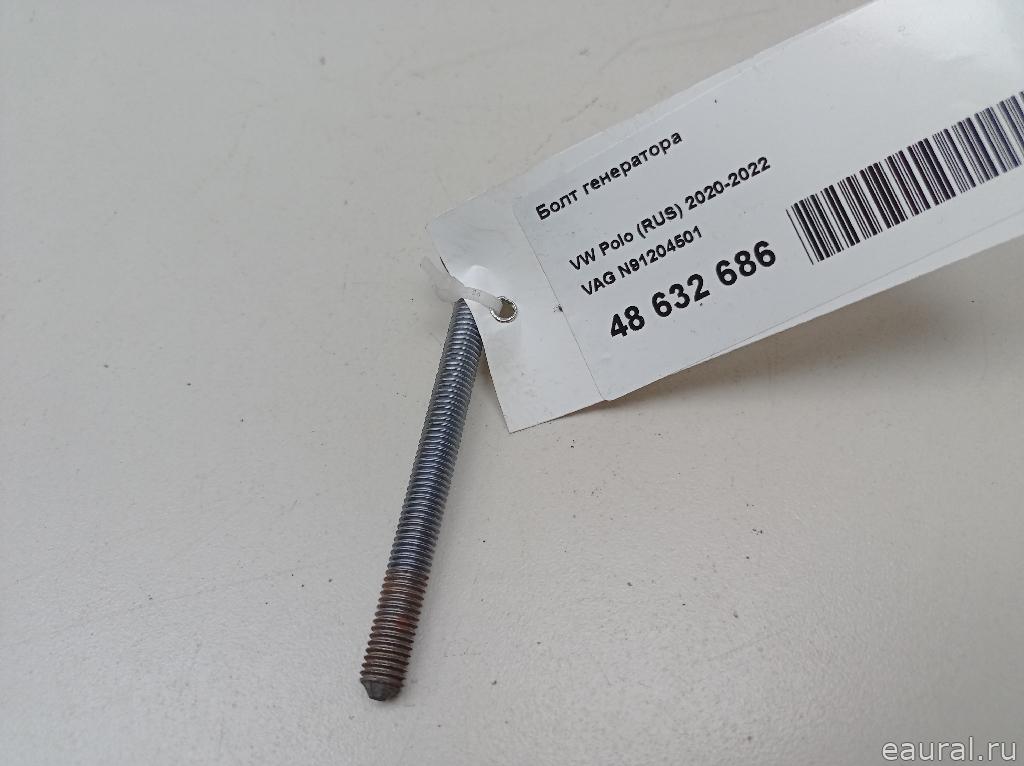 Болт генератора
VW Polo (RUS) 2020-2022
VAG N91204501
48 632 686
eaural.ru